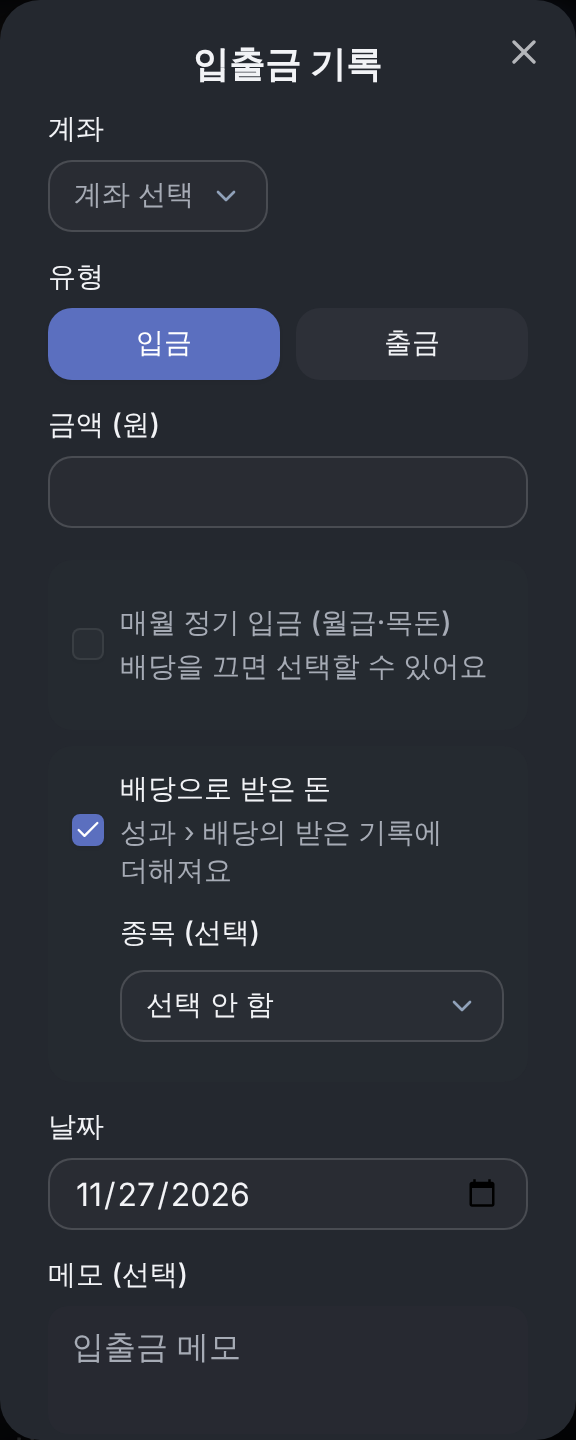 입출금 기록
계좌
계좌 선택
유형
입금
출금
금액 (원)
매월 정기 입금 (월급·목돈)
배당을 끄면 선택할 수 있어요
배당으로 받은 돈
성과 › 배당의 받은 기록에
더해져요
종목 (선택)
선택 안 함
날짜
11/27/2026
메모 (선택)
입출금 메모